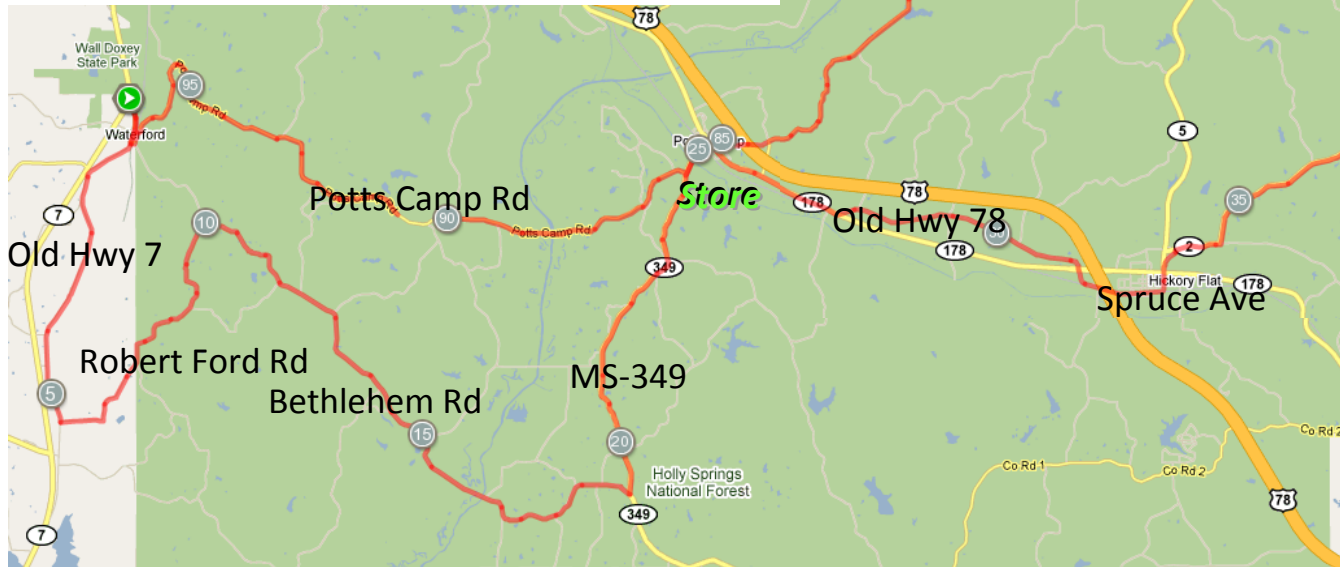 78
Wall Doxey
State Park
95
Waterford
85
25
5
Store
Potts Camp Rd
78
35
178
7
10
90
Potts Camp Rd
Old Hwy 78
Old Hwy 7
178
2
349
Hickory Flat
178
Spruce Ave
Robert Ford Rd
MS-349
5
Bethlehem Rd
15
20
Co Rd 2
Co Rd 1
Co Rd 2
Holly Springs
National Forest
78
349
7